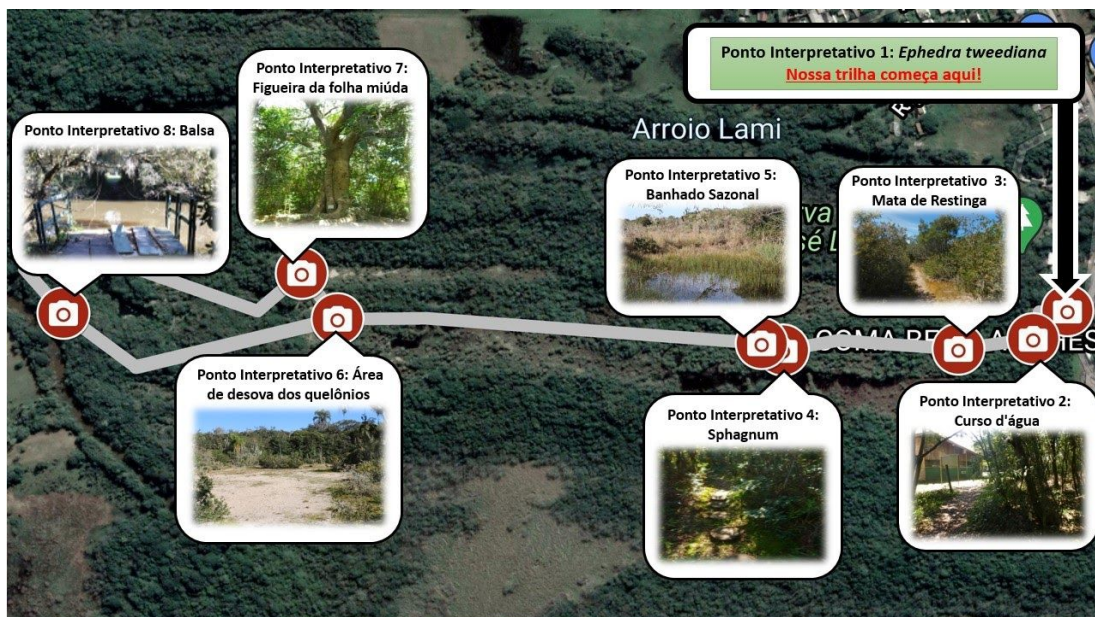 Ponto Interpretativo 1: Ephedra tweediana
Nossa trilha começa aqui!
Ponto Interpretativo 7:
Figueira da folha miúda
Ponto Interpretativo 8: Balsa
Arroio Lami
Ponto Interpretativo 5:
Banhado Sazonal
Ponto Interpretativo 3:
Mata de Restinga
Ponto Interpretativo 6: Área
de desova dos quelônios
Ponto Interpretativo 4:
Sphagnum
Ponto Interpretativo 2:
Curso d'água